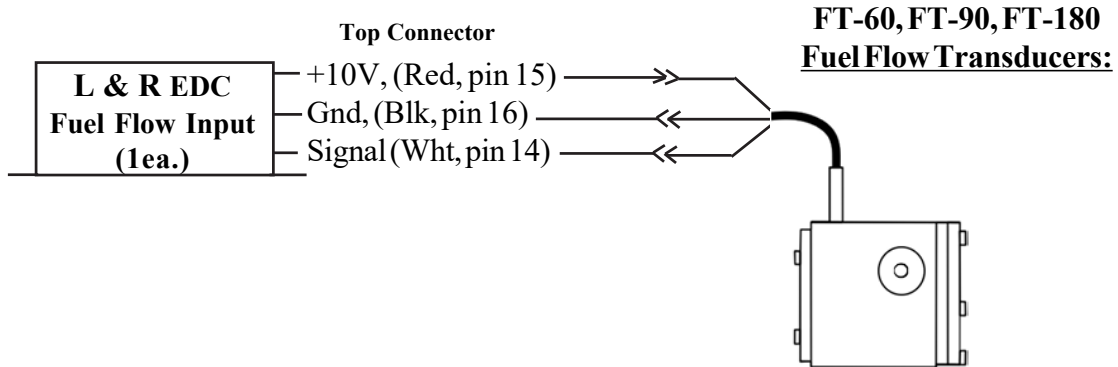 FT-60, FT-90, FT-180
Fuel Flow Transducers:
Top Connector
L & R EDC
Fuel Flow Input
(1ea.)
+10V, (Red, pin 15)
Gnd, (Blk, pin 16)
Signal (Wht, pin 14)